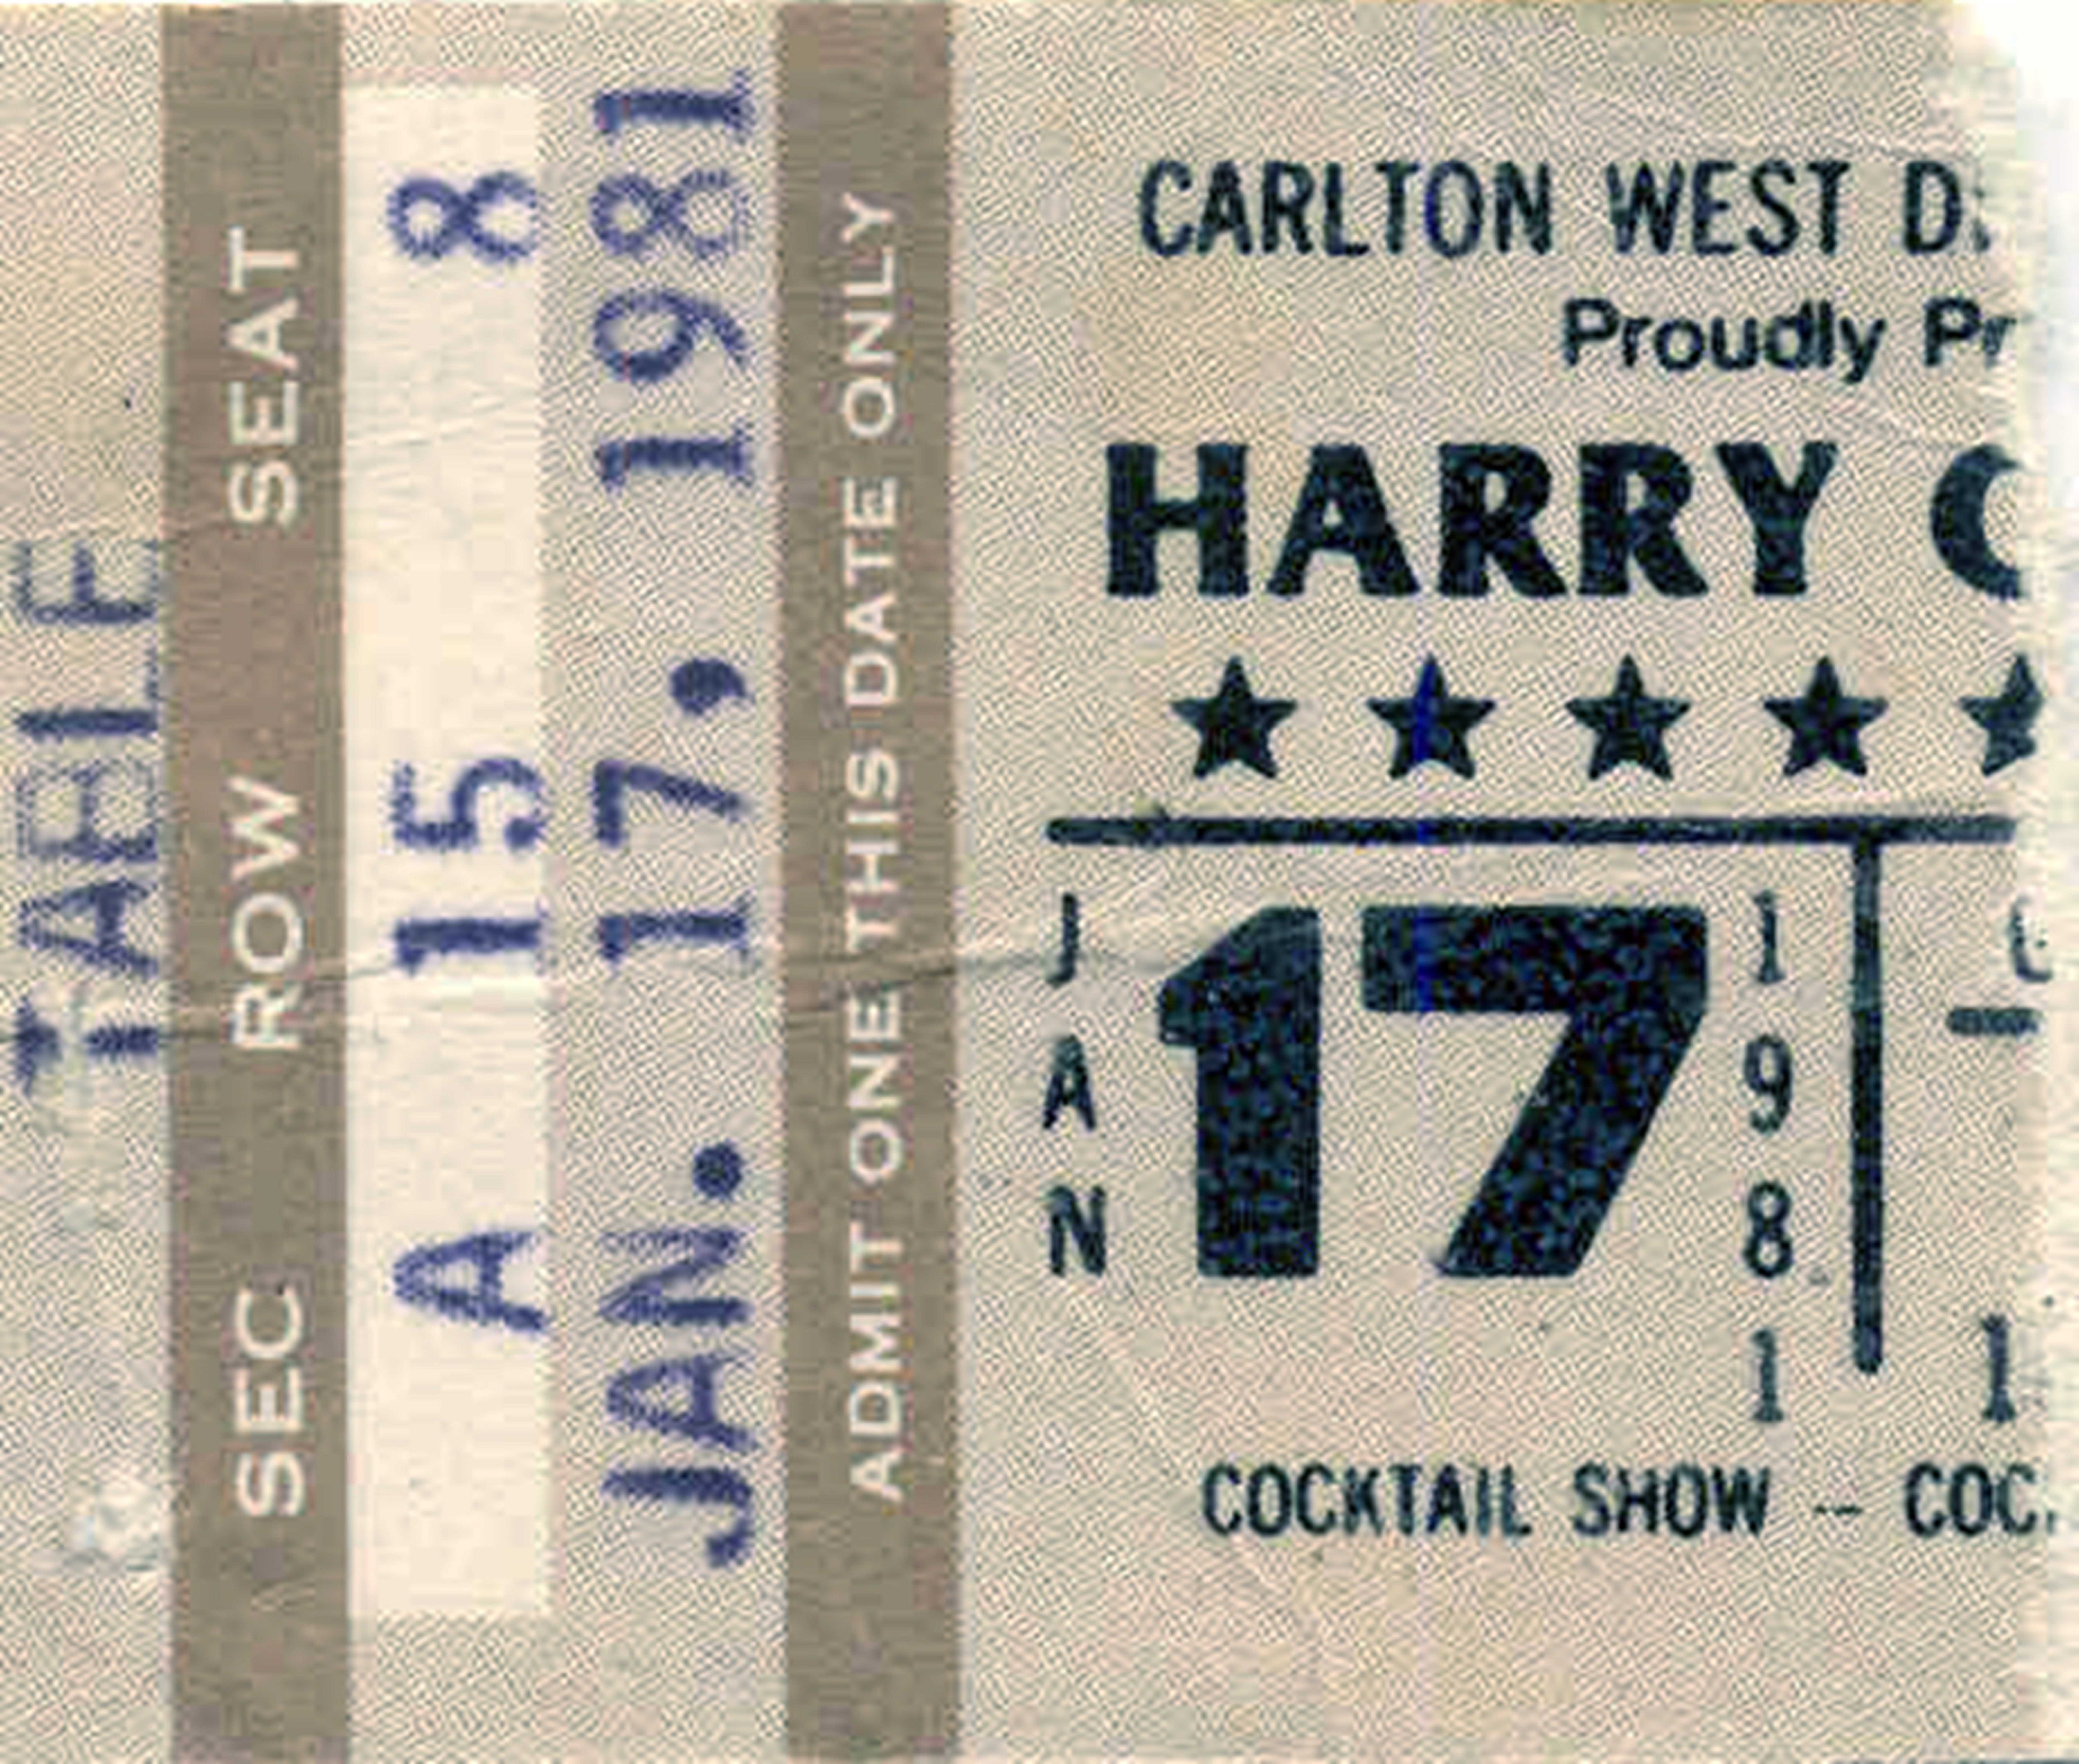 TABLE
SEC ROW SEAT
A 15 8
JAN. 17, 1981
ADMIT ONE THIS DATE ONLY
CARLTON WEST
Proudly
HARRY
JAN 17 1981
COCKTAIL SHOW --